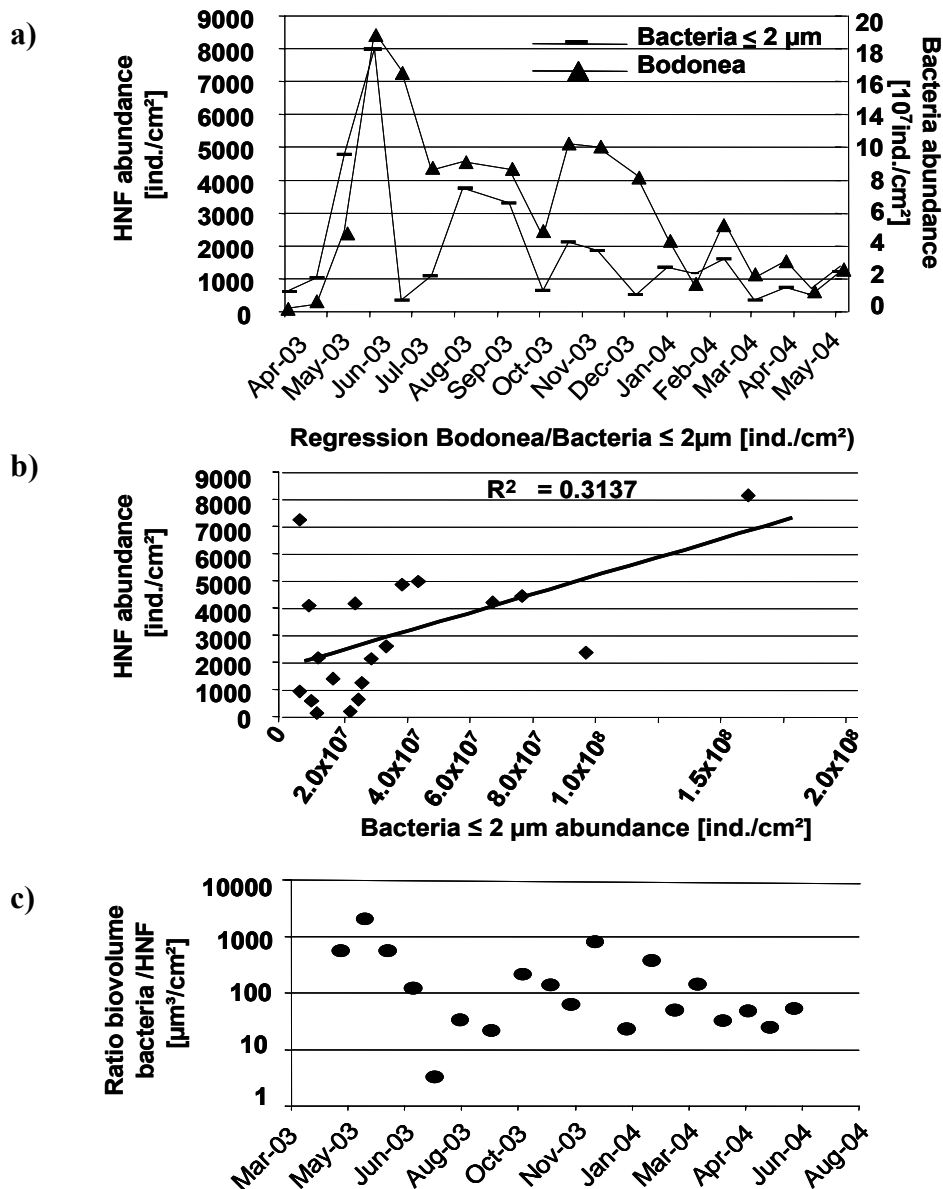 a)
HNF abundance
[ind./cm²]
9000
8000
7000
6000
5000
4000
3000
2000
1000
0
Bacteria ≤ 2 µm
Bodonea
20
18
16
14
12
10
8
6
4
2
0
Bacteria abundance
[10⁷ind./cm²]
Apr-03
May-03
Jun-03
Jul-03
Aug-03
Sep-03
Oct-03
Nov-03
Dec-03
Jan-04
Feb-04
Mar-04
Apr-04
May-04
b)
Regression Bodonea/Bacteria ≤ 2µm [ind./cm²)
HNF abundance
[ind./cm²]
9000
8000
7000
6000
5000
4000
3000
2000
1000
0
R² = 0.3137
0
2.0x10⁷
4.0x10⁷
6.0x10⁷
8.0x10⁷
1.0x10⁸
1.5x10⁸
2.0x10⁸
Bacteria ≤ 2 µm abundance [ind./cm²]
c)
Ratio biovolume
bacteria /HNF
[µm³/cm²]
10000
1000
100
10
1
Mar-03
May-03
Jun-03
Aug-03
Oct-03
Nov-03
Jan-04
Mar-04
Apr-04
Jun-04
Aug-04